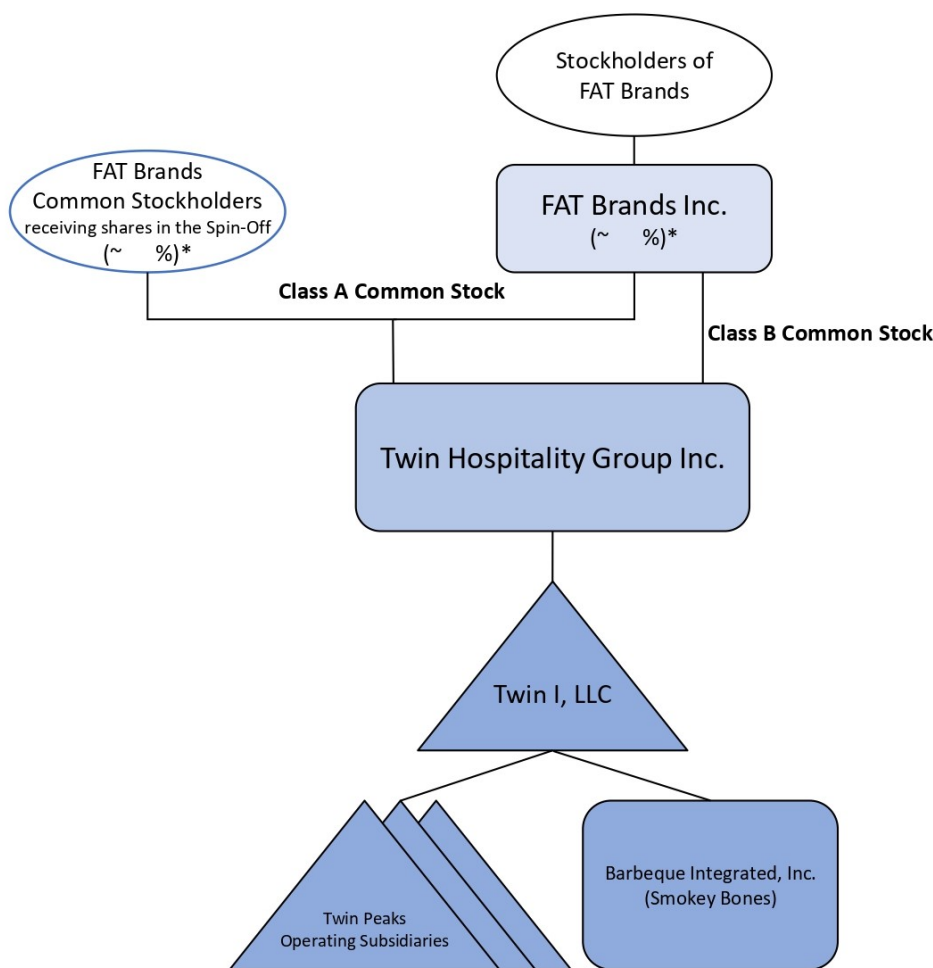 Stockholders of
FAT Brands
FAT Brands
Common Stockholders
receiving shares in the Spin-Off
(~ %)*
FAT Brands Inc.
(~ %)*
Class A Common Stock
Class B Common Stock
Twin Hospitality Group Inc.
Twin I, LLC
Twin Peaks
Operating Subsidiaries
Barbeque Integrated, Inc.
(Smokey Bones)